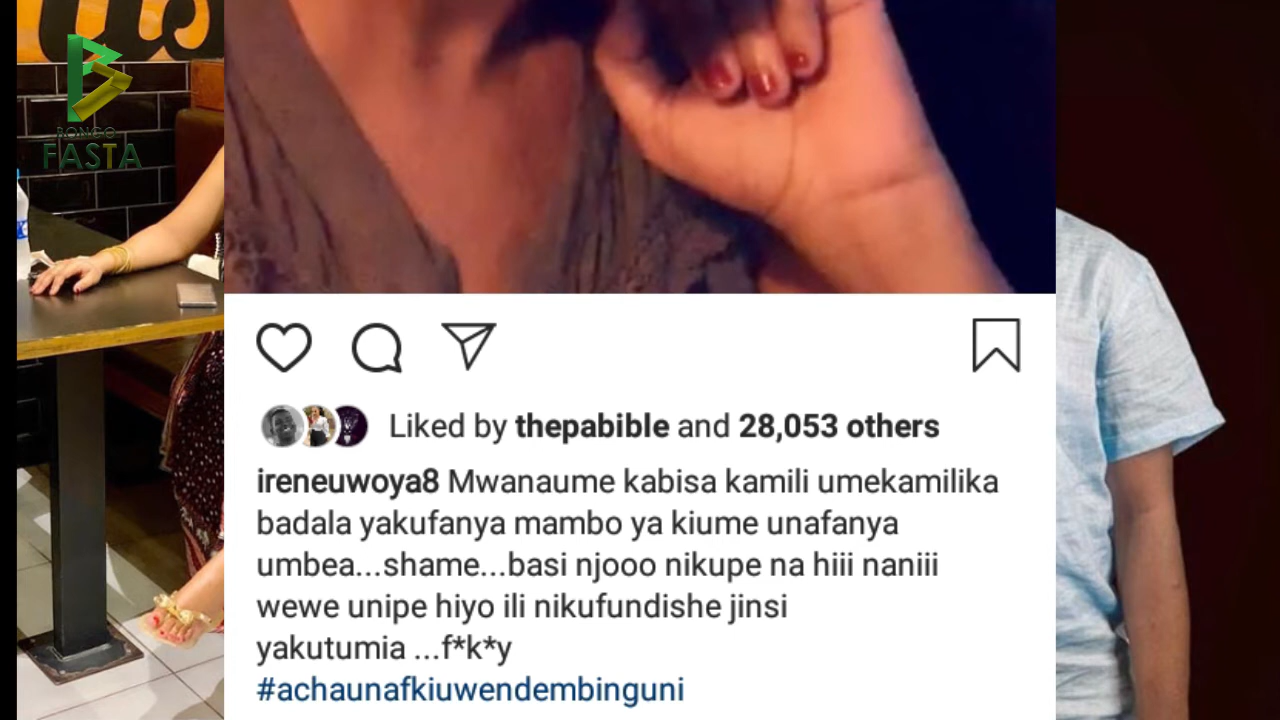 BONGO
FASTA
Liked by thepabible and 28,053 others
ireneuwoya8 Mwanaume kabisa kamili umekamilika
badala yakufanya mambo ya kiume unafanya
umbea...shame...basi njooo nikupe na hiii naniii
wewe unipe hiyo ili nikufundishe jinsi
yakutumia ...f*k*y
#achaunafkiuwendembinguni